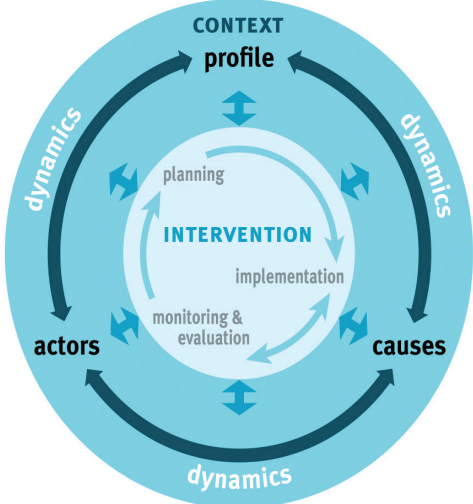 CONTEXT
profile
dynamics
dynamics
planning
INTERVENTION
implementation
monitoring &
evaluation
actors
causes
dynamics